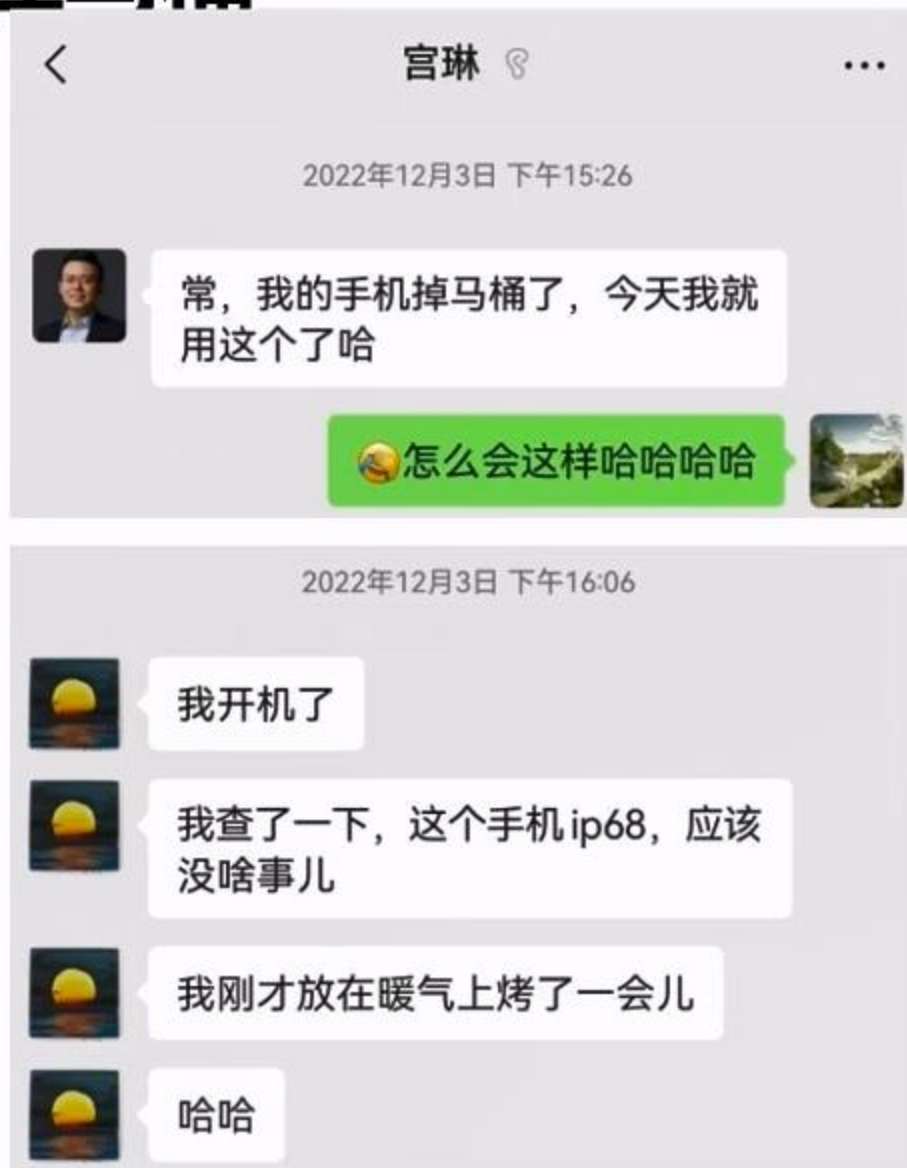 宫琳
2022年12月3日 下午15:26
常，我的手机掉马桶了，今天我就
用这个了哈
怎么会这样哈哈哈哈
2022年12月3日 下午16:06
我开机了
我查了一下，这个手机ip68，应该
没啥事儿
我刚才放在暖气上烤了一会儿
哈哈